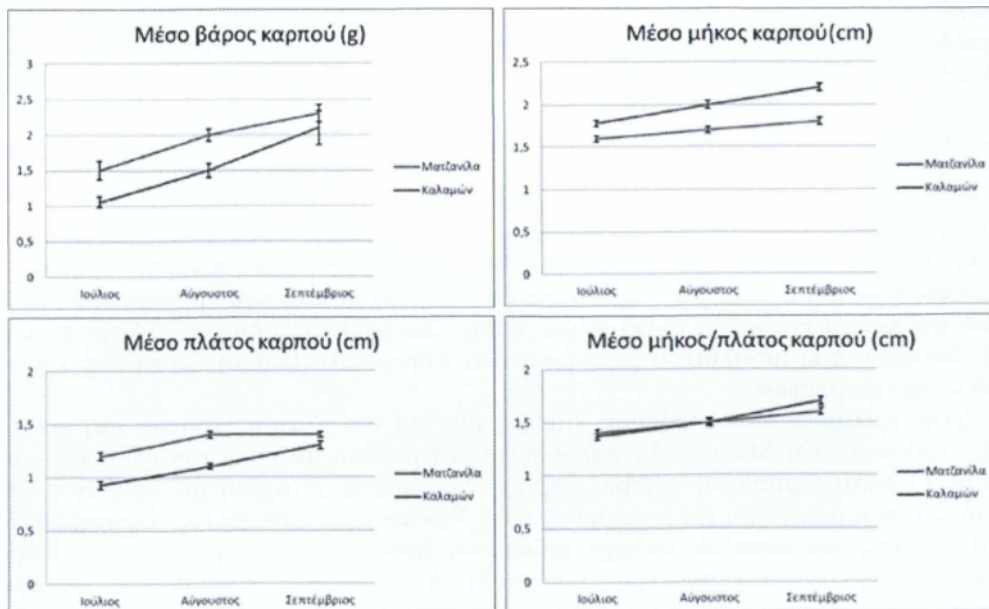 Μέσο βάρος καρπού (g)
3
2,5
2
1,5
1
0,5
0
Ιούλιος Αύγουστος Σεπτέμβριος
Ματζανίλα
Καλαμών
Μέσο μήκος καρπού(cm)
2,5
2
1,5
1
0,5
0
Ιούλιος Αύγουστος Σεπτέμβριος
Ματζανίλα
Καλαμών
Μέσο πλάτος καρπού (cm)
2
1,5
1
0,5
0
Ιούλιος Αύγουστος Σεπτέμβριος
Ματζανίλα
Καλαμών
Μέσο μήκος/πλάτος καρπού (cm)
2
1,5
1
0,5
0
Ιούλιος Αύγουστος Σεπτέμβριος
Ματζανίλα
Καλαμών